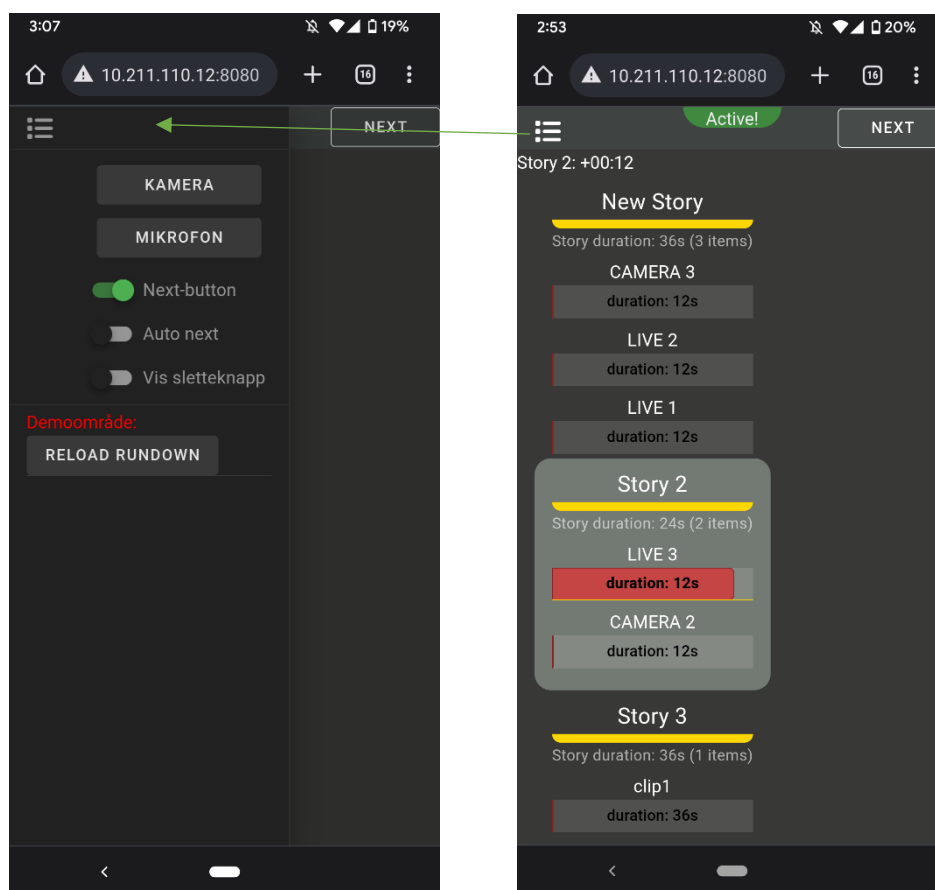 3:07
19%
10.211.110.12:8080
16
NEXT
KAMERA
MIKROFON
Next-button
Auto next
Vis sletteknapp
Demoområde:
RELOAD RUNDOWN
2:53
20%
10.211.110.12:8080
16
Active!
NEXT
Story 2: +00:12
New Story
Story duration: 36s (3 items)
CAMERA 3
duration: 12s
LIVE 2
duration: 12s
LIVE 1
duration: 12s
Story 2
Story duration: 24s (2 items)
LIVE 3
duration: 12s
CAMERA 2
duration: 12s
Story 3
Story duration: 36s (1 items)
clip1
duration: 36s